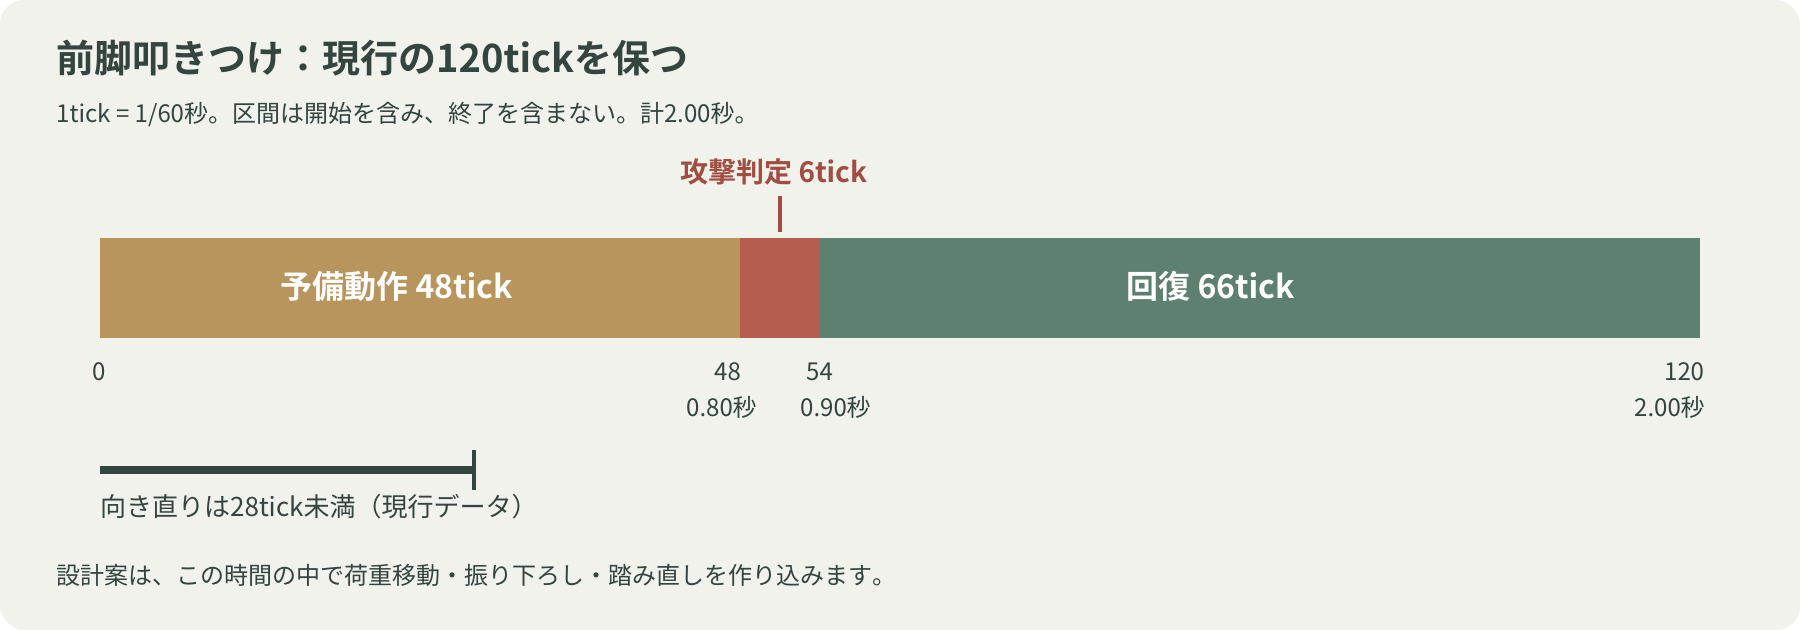 前脚叩きつけ：現行の120tickを保つ
1tick = 1/60秒。区間は開始を含み、終了を含まない。計2.00秒。
攻撃判定 6tick
予備動作 48tick
回復 66tick
0
48
54
120
0.80秒
0.90秒
2.00秒
向き直りは28tick未満（現行データ）
設計案は、この時間の中で荷重移動・振り下ろし・踏み直しを作り込みます。